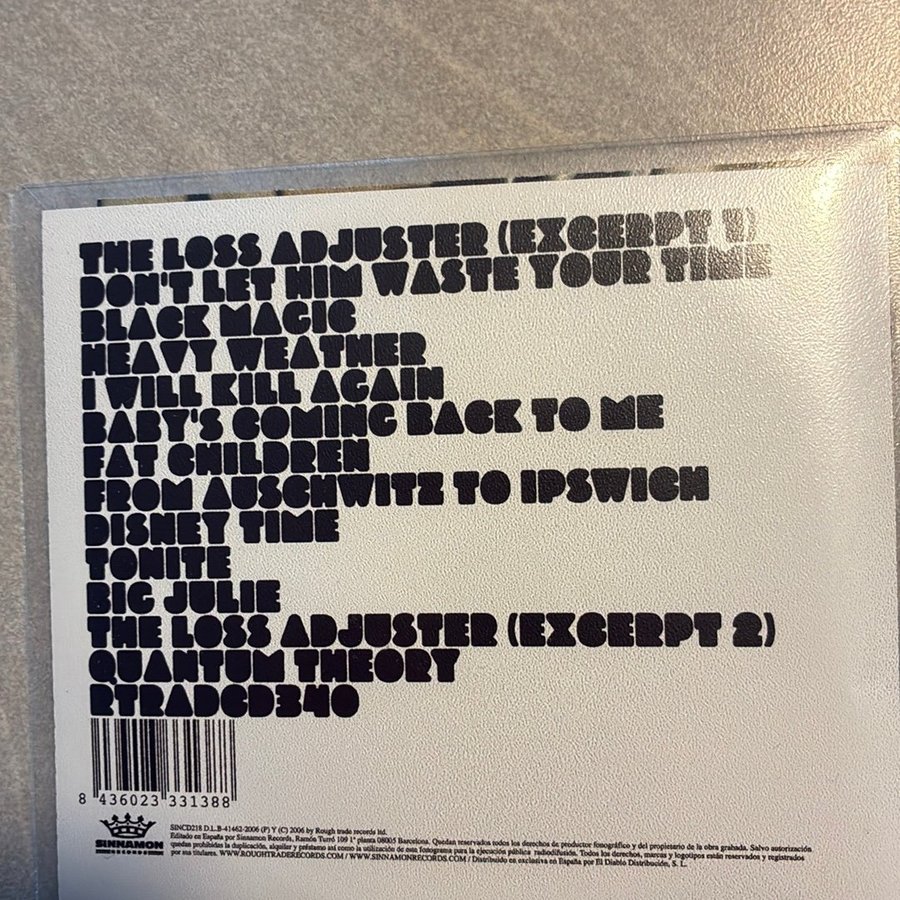 THE LOSS ADJUSTER (EXCERPT 1)
DON'T LET HIM WASTE YOUR TIME
BLACK MAGIC
HEAVY WEATHER
I WILL KILL AGAIN
BABY'S COMING BACK TO ME
FAT CHILDREN
FROM AUSCHWITZ TO IPSWICH
DISNEY TIME
TONITE
BIG JULIE
THE LOSS ADJUSTER (EXCERPT 2)
QUANTUM THEORY
RTRADCD340
8 436023 331388
SINNAMON
RECORDS
SINCD218 D.L.B-41462-2006 (P) Y (C) 2006 by Rough trade records ltd.
Editado en España por Sinnamon Records, Ramón Turró 109 1ª planta 08005 Barcelona. Quedan reservados todos los derechos de productor fonográfico y del propietario de la obra grabada. Salvo autorización
quedan prohibidas la duplicación, alquiler y préstamo así como la utilización de este fonograma para la ejecución pública radiodifusión. Todos los derechos, marcas y logotipos están reservados y registrados
por sus titulares. WWW.ROUGHTRADERECORDS.COM / WWW.SINNAMONRECORDS.COM / Distribuido en exclusiva en España por El Diablo Distribución, S. L.